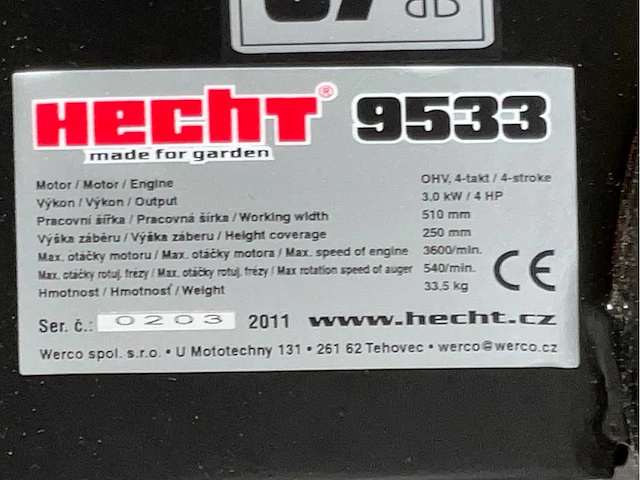 dB
HECHT® 9533
made for garden
Motor / Motor / Engine OHV, 4-takt / 4-stroke
Výkon / Výkon / Output 3.0 kW / 4 HP
Pracovní šířka / Pracovná šírka / Working width 510 mm
Výška záběru / Výška záberu / Height coverage 250 mm
Max. otáčky motoru / Max. otáčky motora / Max. speed of engine 3600/min.
Max. otáčky rotuj. frézy / Max. otáčky rotuj. frézy / Max rotation speed of auger 540/min.
Hmotnost / Hmotnosť / Weight 33,5 kg
CE
Ser. č.: 0203 2011 www.hecht.cz
Werco spol. s.r.o. • U Mototechny 131 • 261 62 Tehovec • werco@werco.cz